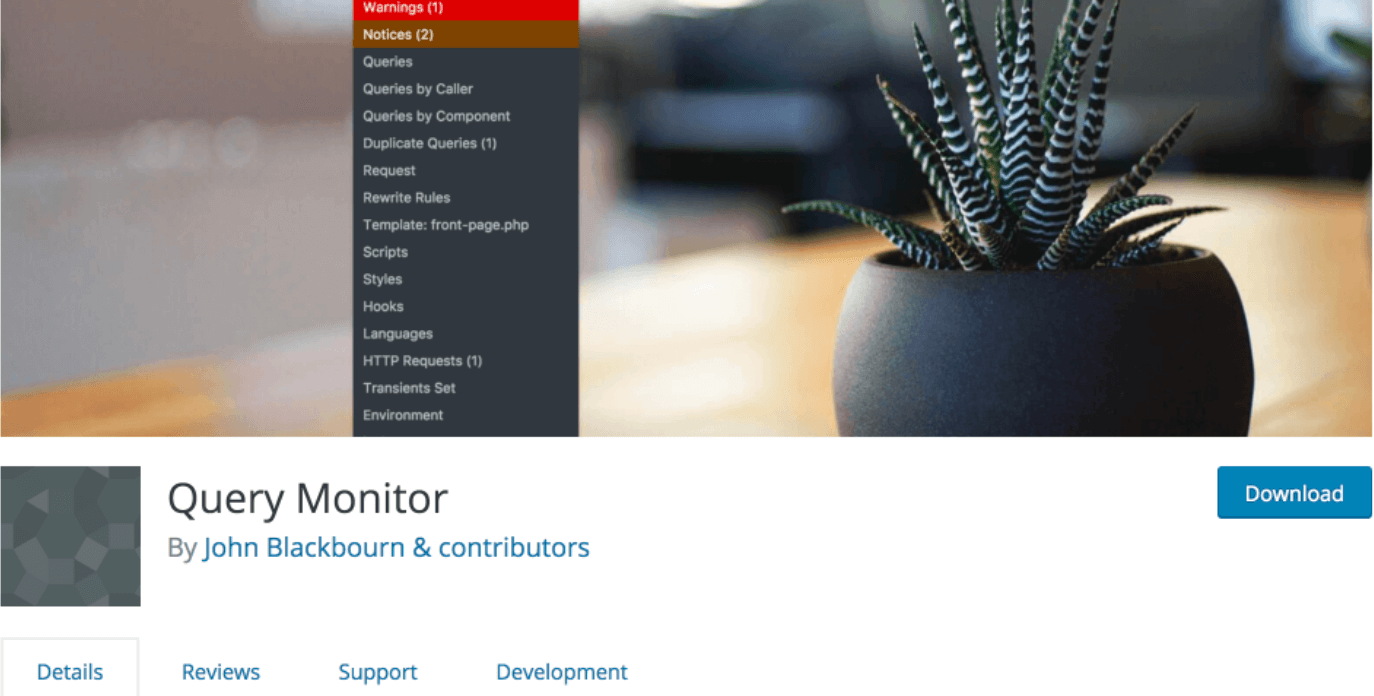 Warnings (1)
Notices (2)
Queries
Queries by Caller
Queries by Component
Duplicate Queries (1)
Request
Rewrite Rules
Template: front-page.php
Scripts
Styles
Hooks
Languages
HTTP Requests (1)
Transients Set
Environment
Query Monitor
Download
By John Blackbourn & contributors
Details
Reviews
Support
Development